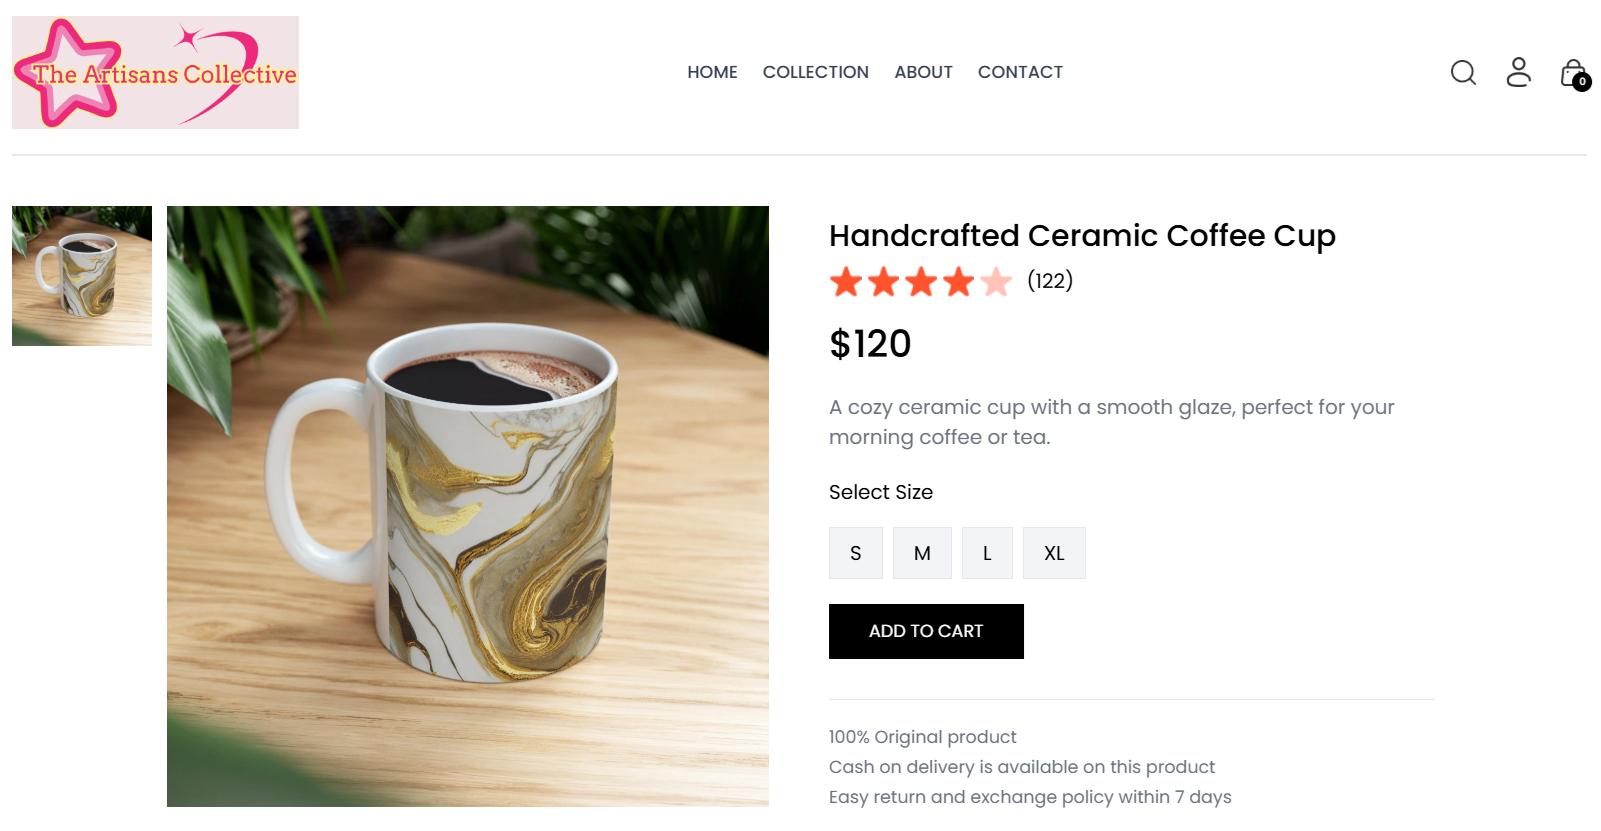 The Artisans Collective
HOME COLLECTION ABOUT CONTACT
0
Handcrafted Ceramic Coffee Cup
(122)
$120
A cozy ceramic cup with a smooth glaze, perfect for your
morning coffee or tea.
Select Size
S M L XL
ADD TO CART
100% Original product
Cash on delivery is available on this product
Easy return and exchange policy within 7 days